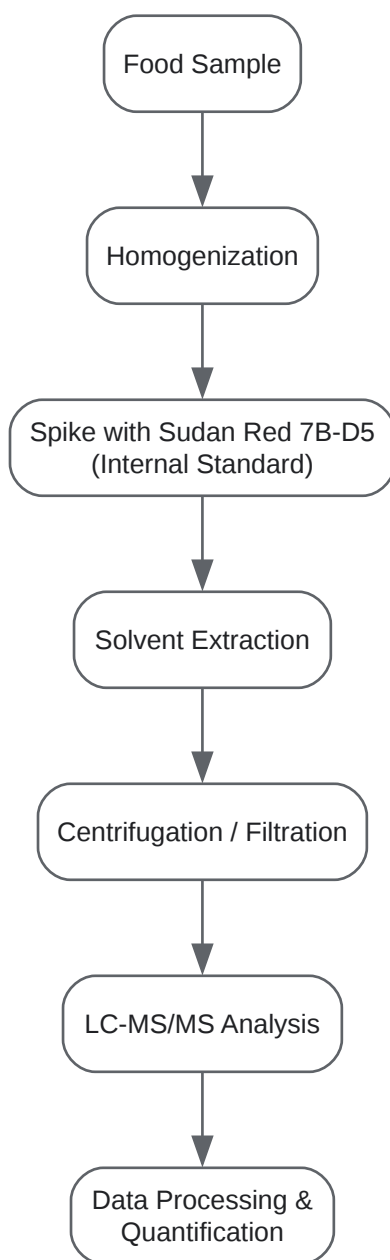 Food Sample
Homogenization
Spike with Sudan Red 7B-D5
(Internal Standard)
Solvent Extraction
Centrifugation / Filtration
LC-MS/MS Analysis
Data Processing &
Quantification